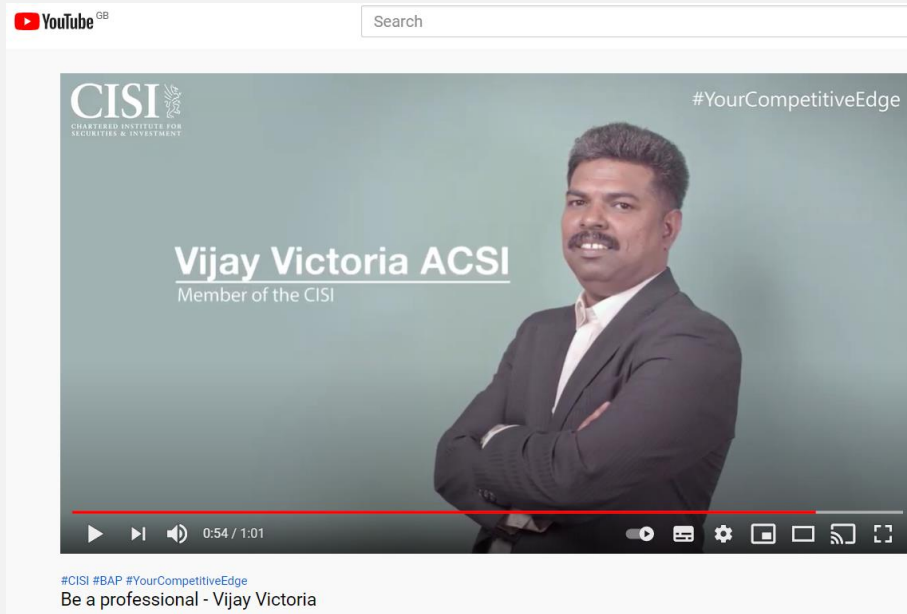 YouTube GB
Search
CISI
CHARTERED INSTITUTE FOR
SECURITIES & INVESTMENT
#YourCompetitiveEdge
Vijay Victoria ACSI
Member of the CISI
0:54 / 1:01
#CISI #BAP #YourCompetitiveEdge
Be a professional - Vijay Victoria